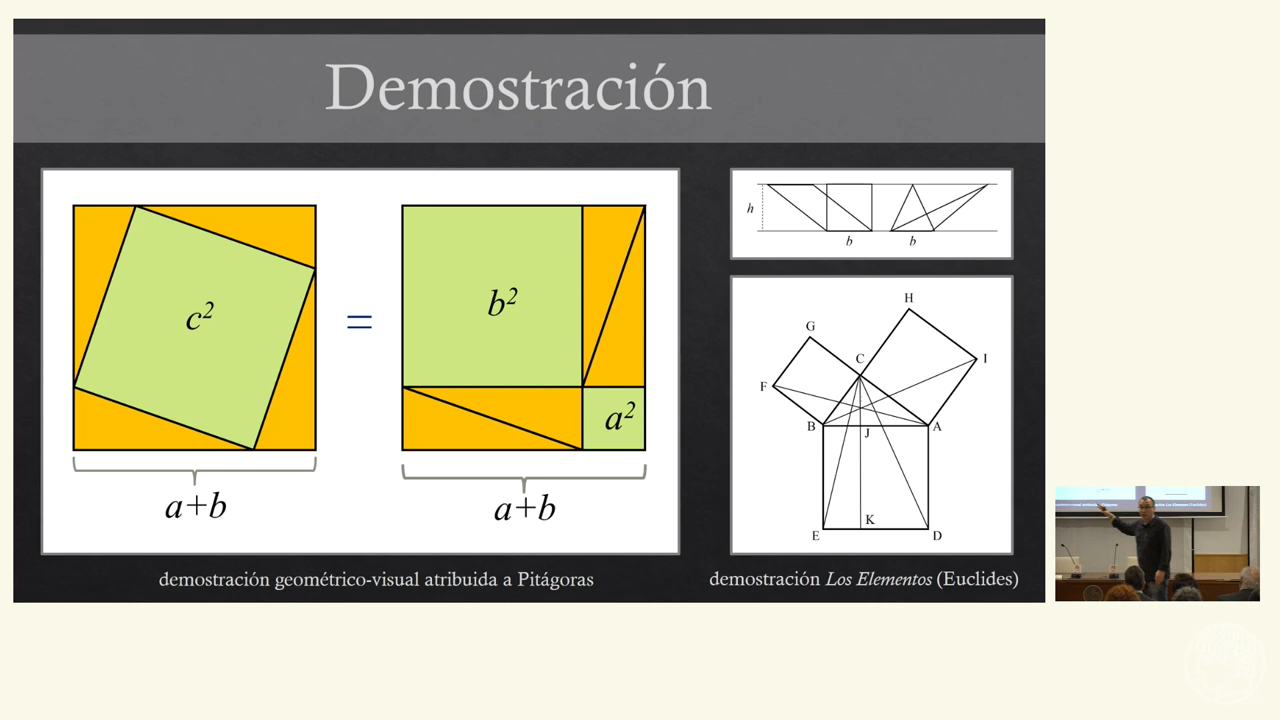 Demostración
c²
=
b²
a²
a+b
a+b
demostración geométrico-visual atribuida a Pitágoras
h
b
b
H
G
C
I
F
B
J
A
K
E
D
demostración Los Elementos (Euclides)